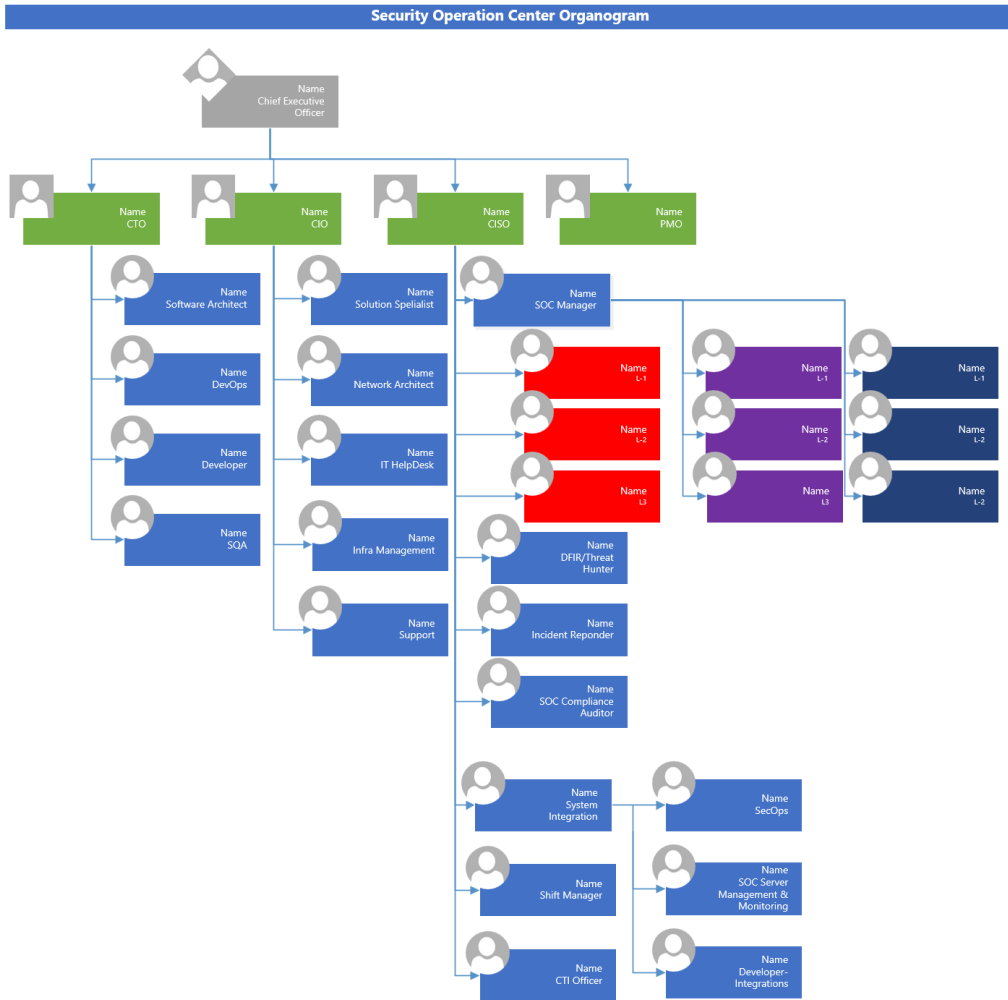 Security Operation Center Organogram
Name
Chief Executive
Officer
Name
CTO
Name
CIO
Name
CISO
Name
PMO
Name
Software Architect
Name
DevOps
Name
Developer
Name
SQA
Name
Solution Spelialist
Name
Network Architect
Name
IT HelpDesk
Name
Infra Management
Name
Support
Name
SOC Manager
Name
L-1
Name
L-2
Name
L3
Name
L-1
Name
L-2
Name
L3
Name
L-1
Name
L-2
Name
L-2
Name
DFIR/Threat
Hunter
Name
Incident Reponder
Name
SOC Compliance
Auditor
Name
System
Integration
Name
Shift Manager
Name
CTI Officer
Name
SecOps
Name
SOC Server
Management &
Monitoring
Name
Developer-
Integrations